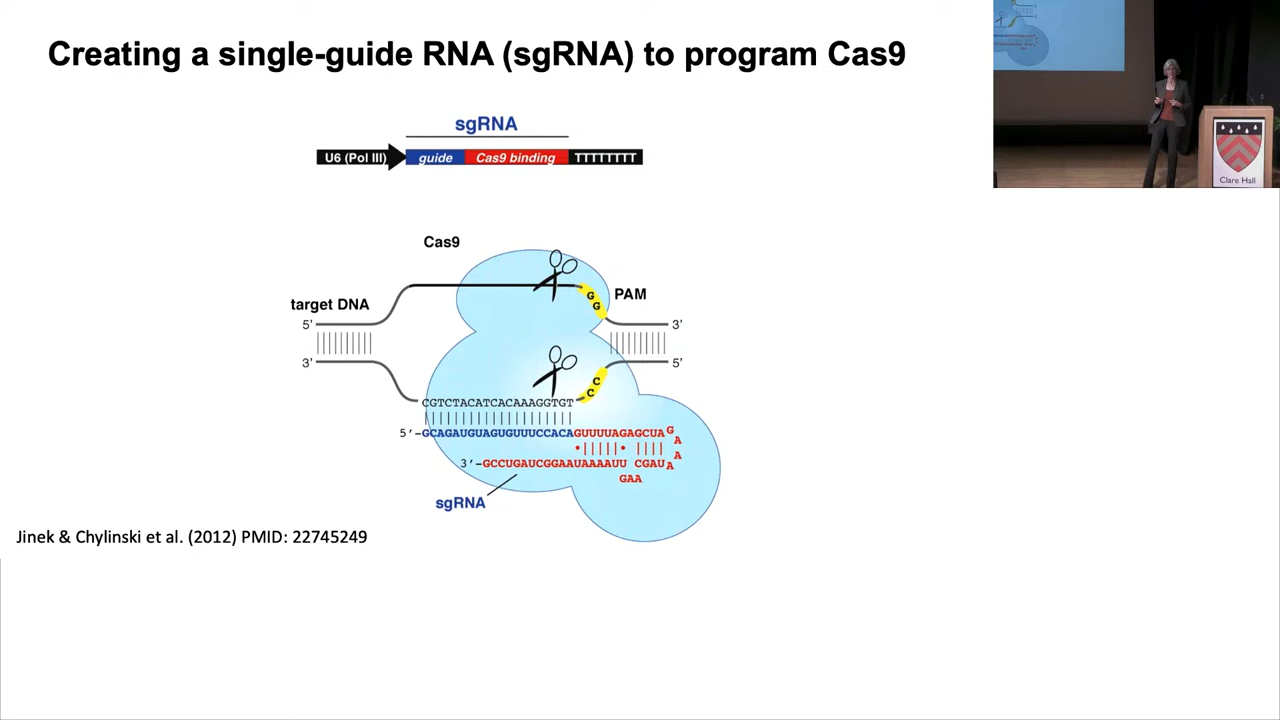 Creating a single-guide RNA (sgRNA) to program Cas9
sgRNA
U6 (Pol III) guide Cas9 binding TTTTTTTT
Cas9
target DNA
G
G
PAM
5' 3'
3' 5'
C
C
CGTCTACATCACAAAGGTGT
5'-GCAGAUGUAGUGUUUCCACAGUUUUAGAGCUA
G
A
A
A
3'-GCCUGAUCGGAAUAAAAUU CGAU
GAA
sgRNA
Jinek & Chylinski et al. (2012) PMID: 22745249
Clare Hall